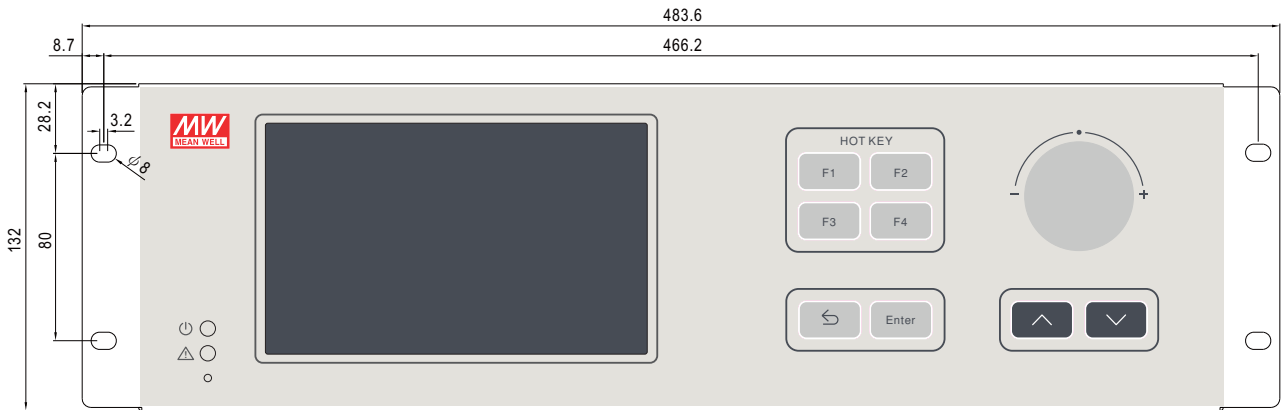 483.6
8.7
466.2
28.2
3.2
MW
MEAN WELL
⌀8
HOT KEY
F1
F2
F3
F4
−
+
132
80
Enter